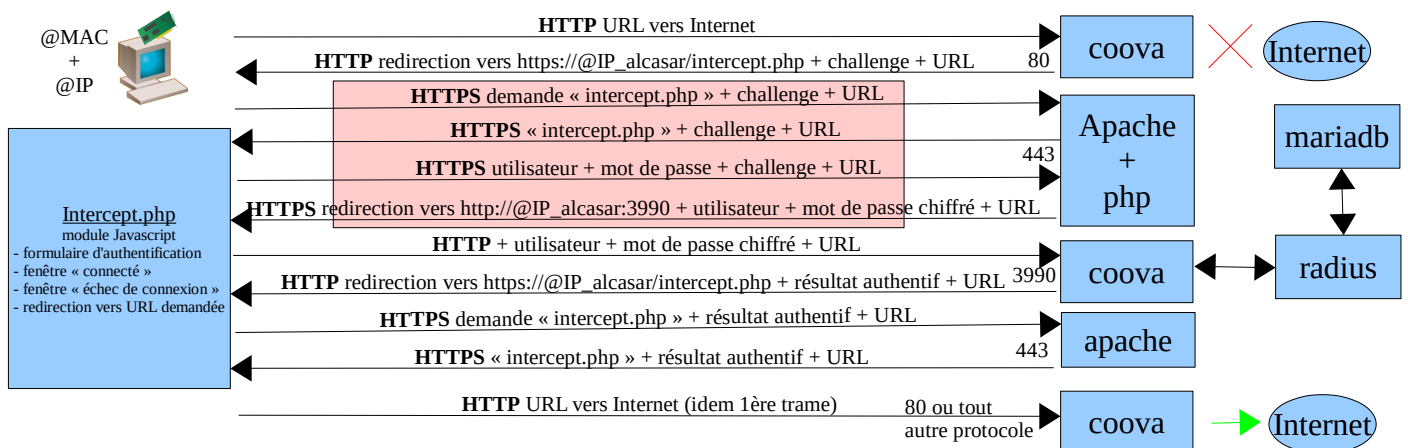 @MAC
+
@IP
HTTP URL vers Internet
coova
Internet
HTTP redirection vers https://@IP_alcasar/intercept.php + challenge + URL
80
HTTPS demande « intercept.php » + challenge + URL
HTTPS « intercept.php » + challenge + URL
Apache
+
php
443
mariadb
HTTPS utilisateur + mot de passe + challenge + URL
HTTPS redirection vers http://@IP_alcasar:3990 + utilisateur + mot de passe chiffré + URL
Intercept.php
module Javascript
- formulaire d'authentification
- fenêtre « connecté »
- fenêtre « échec de connexion »
- redirection vers URL demandée
HTTP + utilisateur + mot de passe chiffré + URL
coova
radius
HTTP redirection vers https://@IP_alcasar/intercept.php + résultat authentif + URL
3990
HTTPS demande « intercept.php » + résultat authentif + URL
apache
HTTPS « intercept.php » + résultat authentif + URL
443
HTTP URL vers Internet (idem 1ère trame)
80 ou tout
autre protocole
coova
Internet